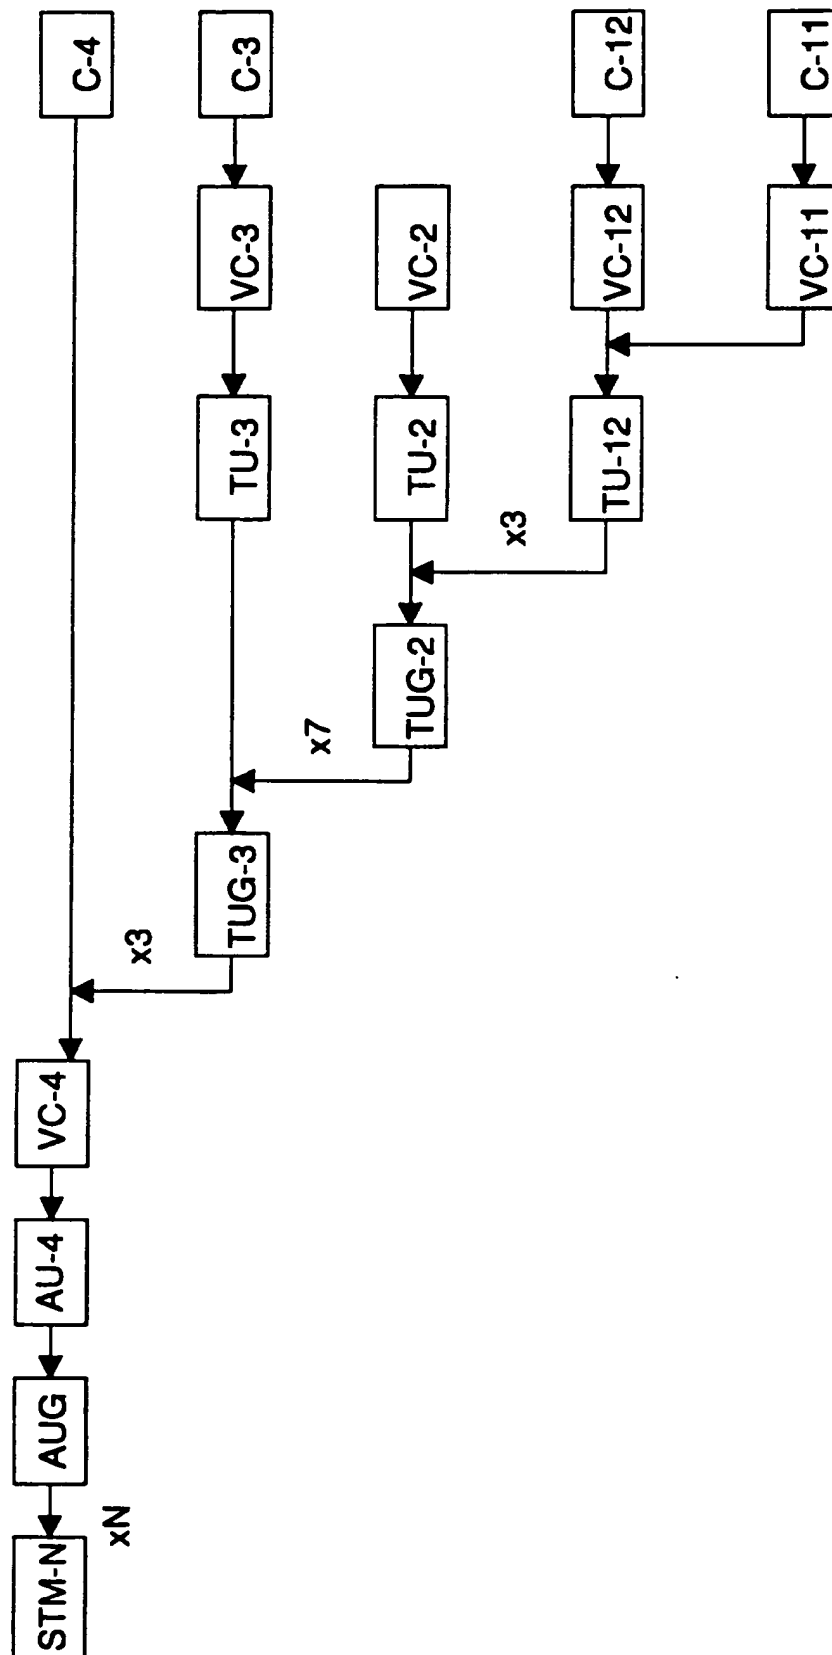 STM-N
AUG
AU-4
VC-4
C-4
xN
x3
TUG-3
TU-3
VC-3
C-3
x7
TUG-2
TU-2
VC-2
x3
TU-12
VC-12
C-12
VC-11
C-11